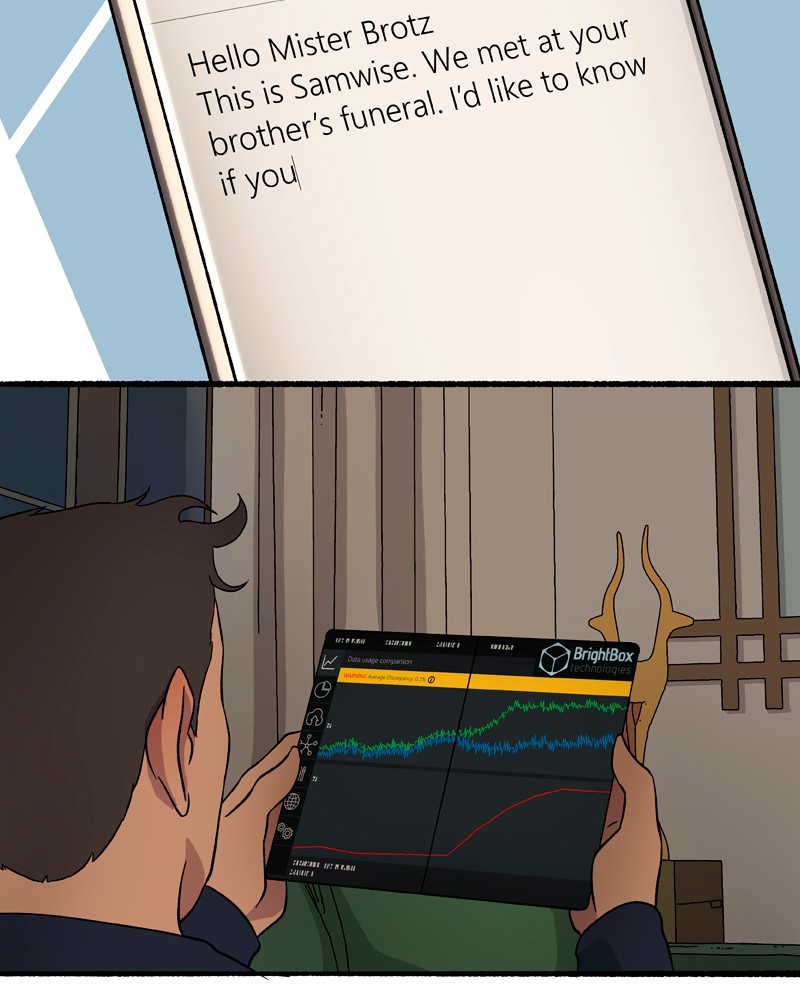 Hello Mister Brotz
This is Samwise. We met at your
brother's funeral. I'd like to know
if you
BrightBox
technologies
Data usage comparison
WARNING Average Discrepancy 0.3%